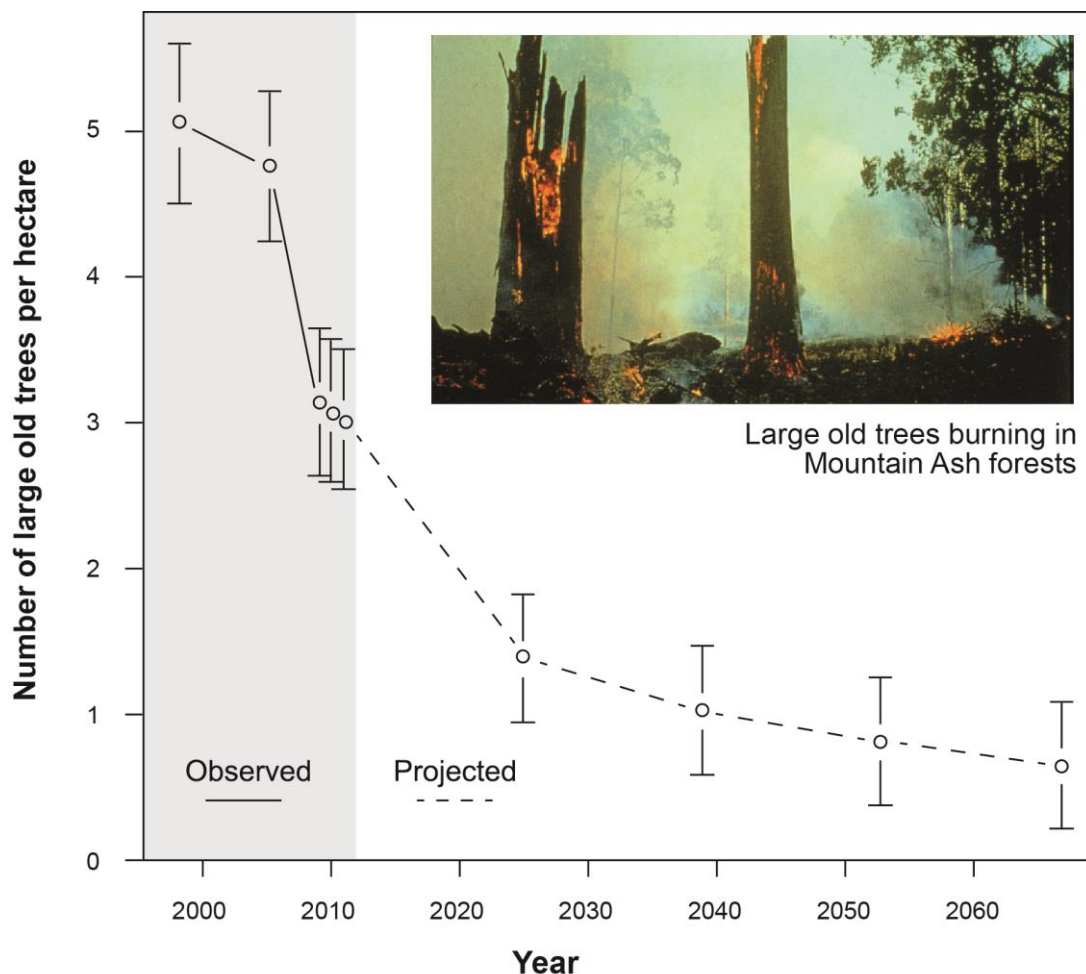 Number of large old trees per hectare
5
4
3
2
1
0
Large old trees burning in
Mountain Ash forests
Observed
Projected
2000
2010
2020
2030
2040
2050
2060
Year